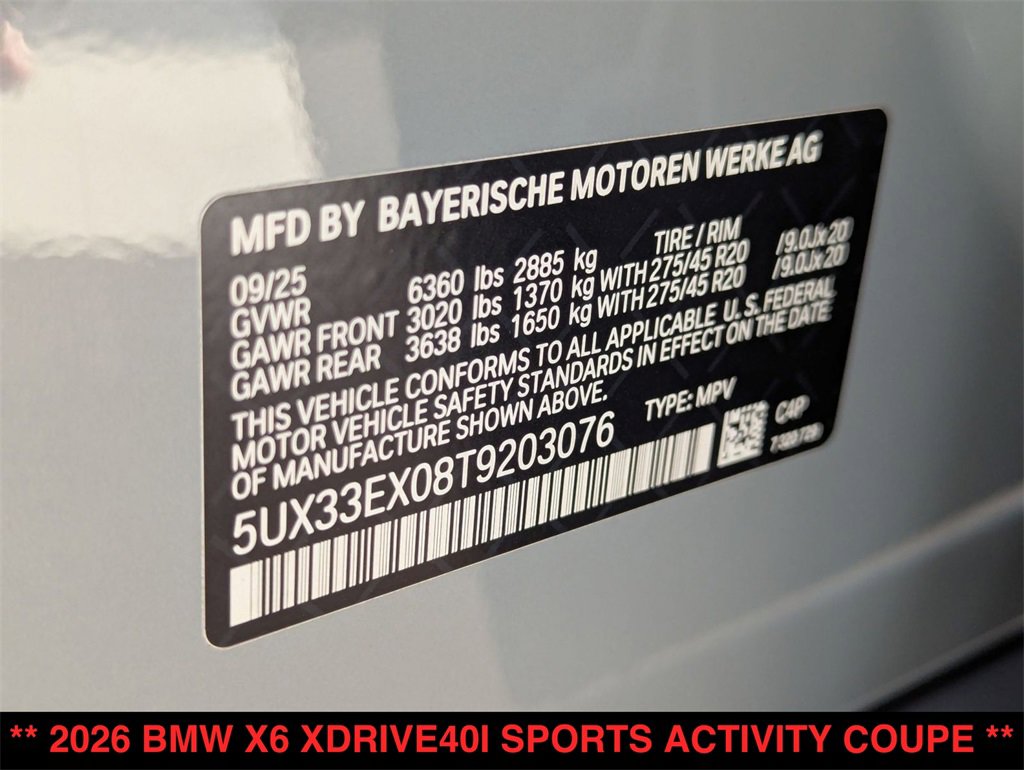 MFD BY BAYERISCHE MOTOREN WERKE AG
09/25 TIRE / RIM
GVWR 6360 lbs 2885 kg
GAWR FRONT 3020 lbs 1370 kg WITH 275/45 R20 /9.0Jx20
GAWR REAR 3638 lbs 1650 kg WITH 275/45 R20 /9.0Jx20
THIS VEHICLE CONFORMS TO ALL APPLICABLE U.S. FEDERAL
MOTOR VEHICLE SAFETY STANDARDS IN EFFECT ON THE DATE
OF MANUFACTURE SHOWN ABOVE.
5UX33EX08T9203076 TYPE: MPV
C4P
** 2026 BMW X6 XDRIVE40I SPORTS ACTIVITY COUPE **